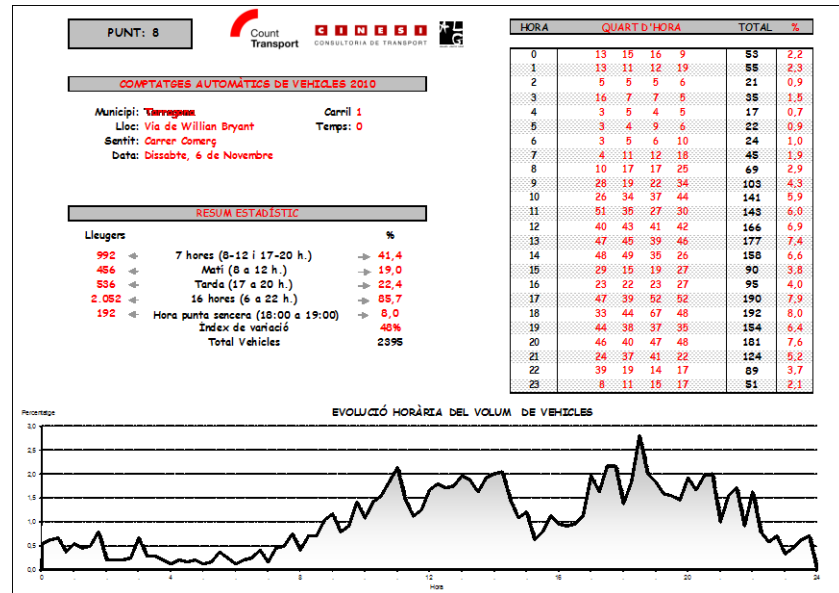 PUNT: 8
Count
Transport
CINESI
CONSULTORIA DE TRANSPORT
COMPTATGES AUTOMÀTICS DE VEHICLES 2010
Municipi:
Carril 1
Lloc: Via de Willian Bryant
Temps: 0
Sentit: Carrer Comerç
Data: Dissabte, 6 de Novembre
RESUM ESTADÍSTIC
Lleugers %
992 7 hores (8-12 i 17-20 h.) 41,4
456 Matí (8 a 12 h.) 19,0
536 Tarda (17 a 20 h.) 22,4
2.052 16 hores (6 a 22 h.) 85,7
192 Hora punta sencera (18:00 a 19:00) 8,0
Índex de variació 48%
Total Vehicles 2395
HORA QUART D'HORA TOTAL %
0 13 15 16 9 53 2,2
1 13 11 12 19 55 2,3
2 5 5 5 6 21 0,9
3 16 7 7 5 35 1,5
4 3 5 4 5 17 0,7
5 3 4 9 6 22 0,9
6 3 5 6 10 24 1,0
7 4 11 12 18 45 1,9
8 10 17 17 25 69 2,9
9 28 19 22 34 103 4,3
10 26 34 37 44 141 5,9
11 51 35 27 30 143 6,0
12 40 43 41 42 166 6,9
13 47 45 39 46 177 7,4
14 48 49 35 26 158 6,6
15 29 15 19 27 90 3,8
16 23 22 23 27 95 4,0
17 47 39 52 52 190 7,9
18 33 44 67 48 192 8,0
19 44 38 37 35 154 6,4
20 46 40 47 48 181 7,6
21 24 37 41 22 124 5,2
22 39 19 14 17 89 3,7
23 8 11 15 17 51 2,1
Percentatge
EVOLUCIÓ HORÀRIA DEL VOLUM DE VEHICLES
3,0
2,5
2,0
1,5
1,0
0,5
0,0
0 4 8 12 16 20 24
Hora